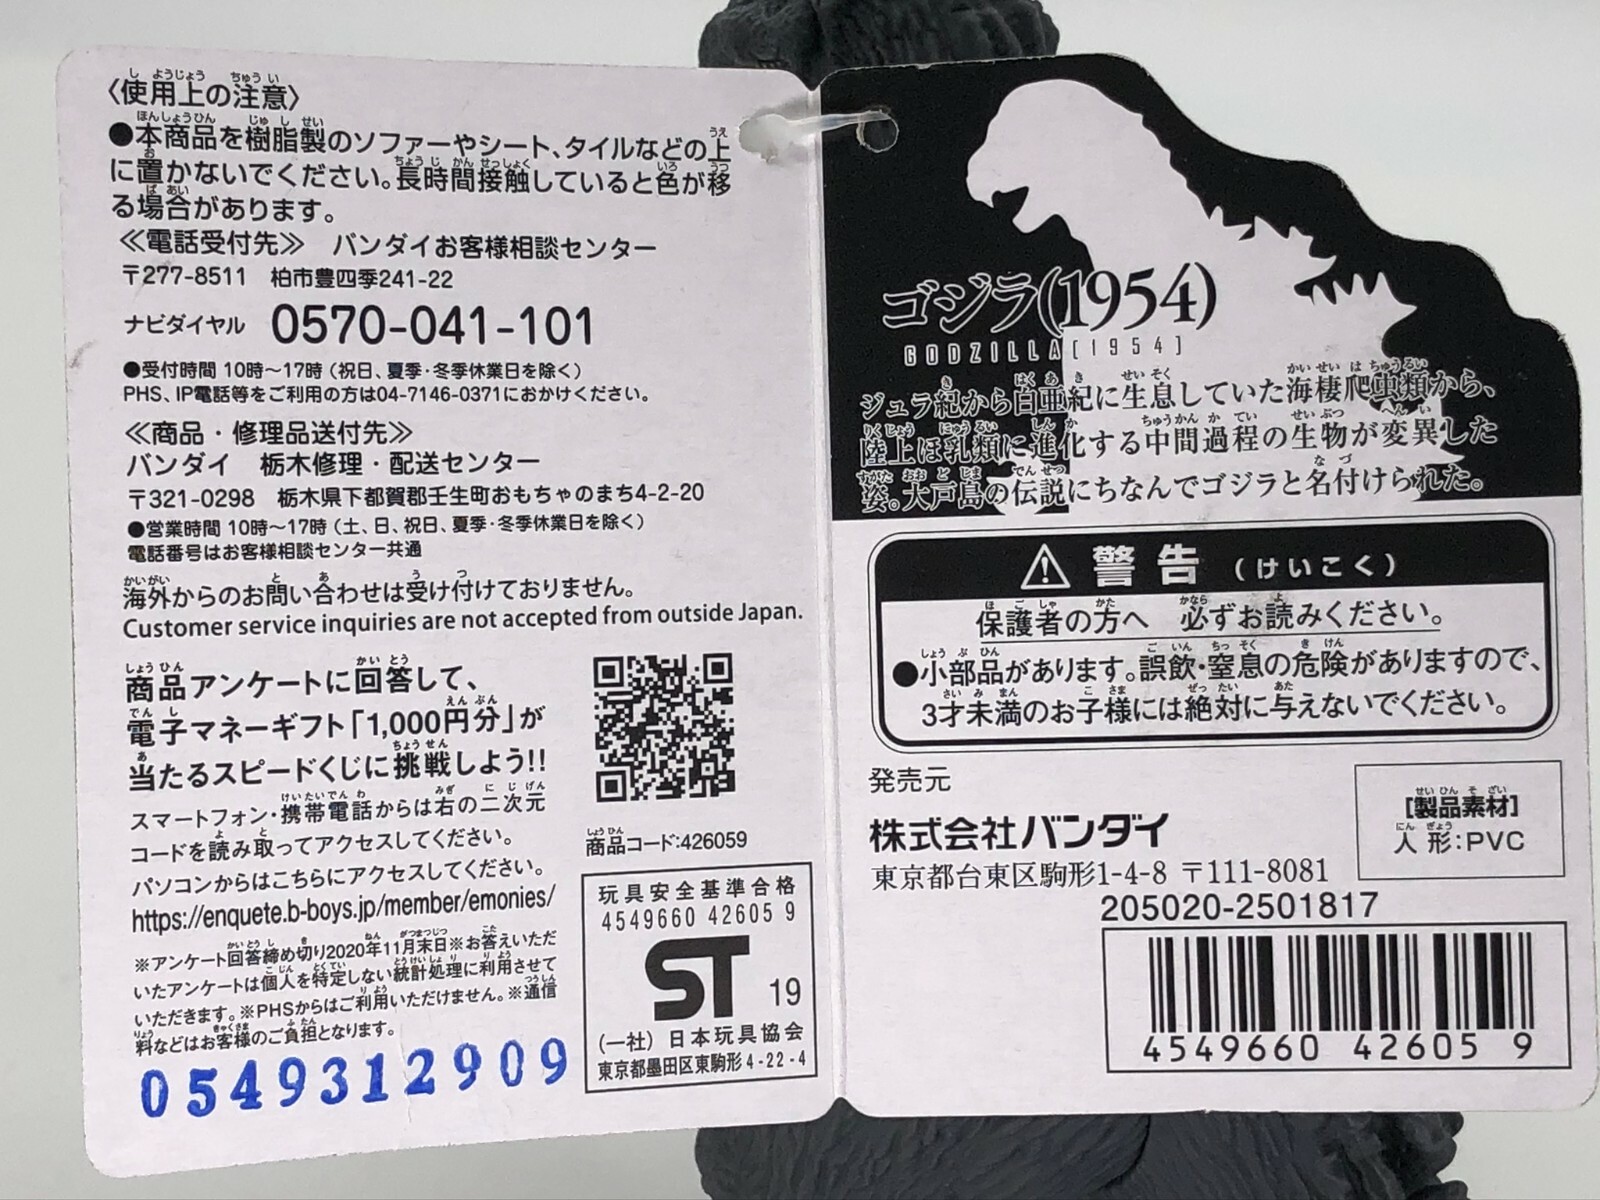 〈使用上の注意〉
●本商品を樹脂製のソファーやシート、タイルなどの上
に置かないでください。長時間接触していると色が移
る場合があります。
≪電話受付先≫ バンダイお客様相談センター
〒277-8511 柏市豊四季241-22
ナビダイヤル 0570-041-101
●受付時間 10時〜17時（祝日、夏季・冬季休業日を除く）
PHS、IP電話等をご利用の方は04-7146-0371におかけください。
≪商品・修理品送付先≫
バンダイ 栃木修理・配送センター
〒321-0298 栃木県下都賀郡壬生町おもちゃのまち4-2-20
●営業時間 10時〜17時（土、日、祝日、夏季・冬季休業日を除く）
電話番号はお客様相談センター共通
海外からのお問い合わせは受け付けておりません。
Customer service inquiries are not accepted from outside Japan.
商品アンケートに回答して、
電子マネーギフト「1,000円分」が
当たるスピードくじに挑戦しよう!!
スマートフォン・携帯電話からは右の二次元
コードを読み取ってアクセスしてください。
パソコンからはこちらにアクセスしてください。
https://enquete.b-boys.jp/member/emonies/
※アンケート回答締め切り2020年11月末日※お答えいただ
いたアンケートは個人を特定しない統計処理に利用させて
いただきます。※PHSからはご利用いただけません。※通信
料などはお客様のご負担となります。
0549312909
商品コード:426059
玩具安全基準合格
4549660 42605 9
ST 19
(一社) 日本玩具協会
東京都墨田区東駒形 4-22-4
ゴジラ(1954)
GODZILLA[1954]
ジュラ紀から白亜紀に生息していた海棲爬虫類から、
陸上ほ乳類に進化する中間過程の生物が変異した
姿。大戸島の伝説にちなんでゴジラと名付けられた。
警告 (けいこく)
保護者の方へ 必ずお読みください。
●小部品があります。誤飲・窒息の危険がありますので、
3才未満のお子様には絶対に与えないでください。
発売元
株式会社バンダイ
東京都台東区駒形1-4-8 〒111-8081
[製品素材]
人形:PVC
205020-2501817
4549660 42605 9